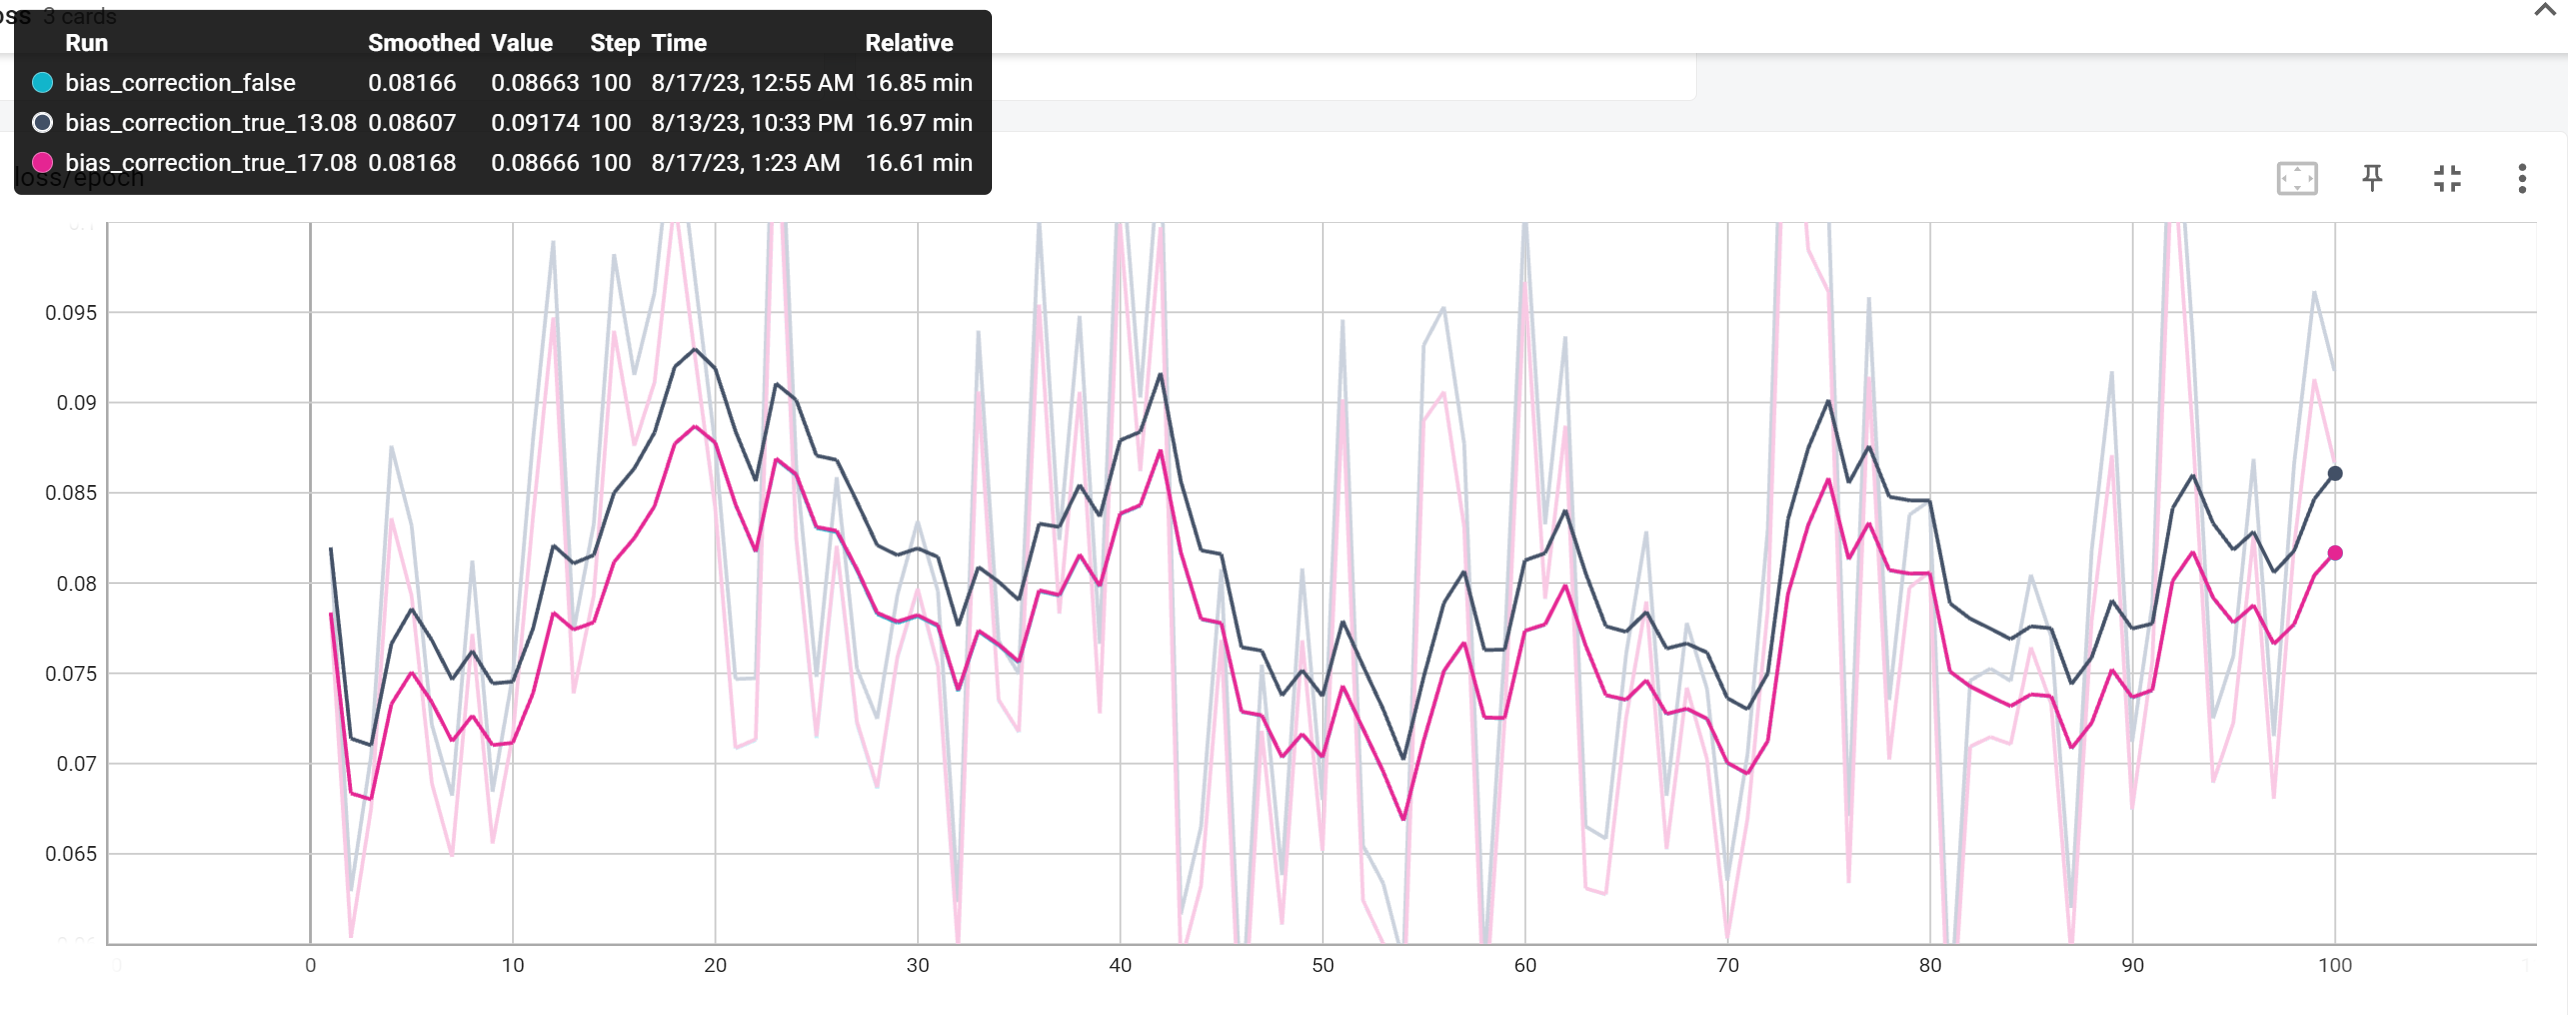 oss 3 cards
Run Smoothed Value Step Time Relative
bias_correction_false 0.08166 0.08663 100 8/17/23, 12:55 AM 16.85 min
bias_correction_true_13.08 0.08607 0.09174 100 8/13/23, 10:33 PM 16.97 min
bias_correction_true_17.08 0.08168 0.08666 100 8/17/23, 1:23 AM 16.61 min
loss/epoch
0.095
0.09
0.085
0.08
0.075
0.07
0.065
0 0 10 20 30 40 50 60 70 80 90 100 1